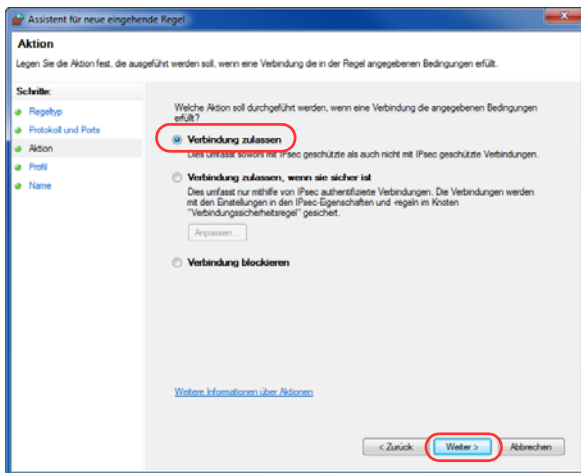 Assistent für neue eingehende Regel
Aktion
Legen Sie die Aktion fest, die ausgeführt werden soll, wenn eine Verbindung die in der Regel angegebenen Bedingungen erfüllt.
Schritte:
Regeltyp
Protokoll und Ports
Aktion
Profil
Name
Welche Aktion soll durchgeführt werden, wenn eine Verbindung die angegebenen Bedingungen
erfüllt?
Verbindung zulassen
Dies umfasst sowohl mit IPsec geschützte als auch nicht mit IPsec geschützte Verbindungen.
Verbindung zulassen, wenn sie sicher ist
Dies umfasst nur mithilfe von IPsec authentifizierte Verbindungen. Die Verbindungen werden
mit den Einstellungen in den IPsec-Eigenschaften und -regeln im Knoten
"Verbindungssicherheitsregel" gesichert.
Anpassen...
Verbindung blockieren
Weitere Informationen über Aktionen
< Zurück
Weiter >
Abbrechen